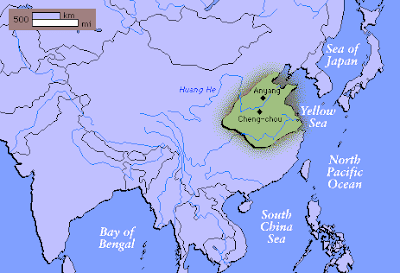 500
km
mi
Sea of
Japan
Huang He
Anyang
Cheng-chou
Yellow
Sea
North
Pacific
Ocean
South
China
Sea
Bay of
Bengal